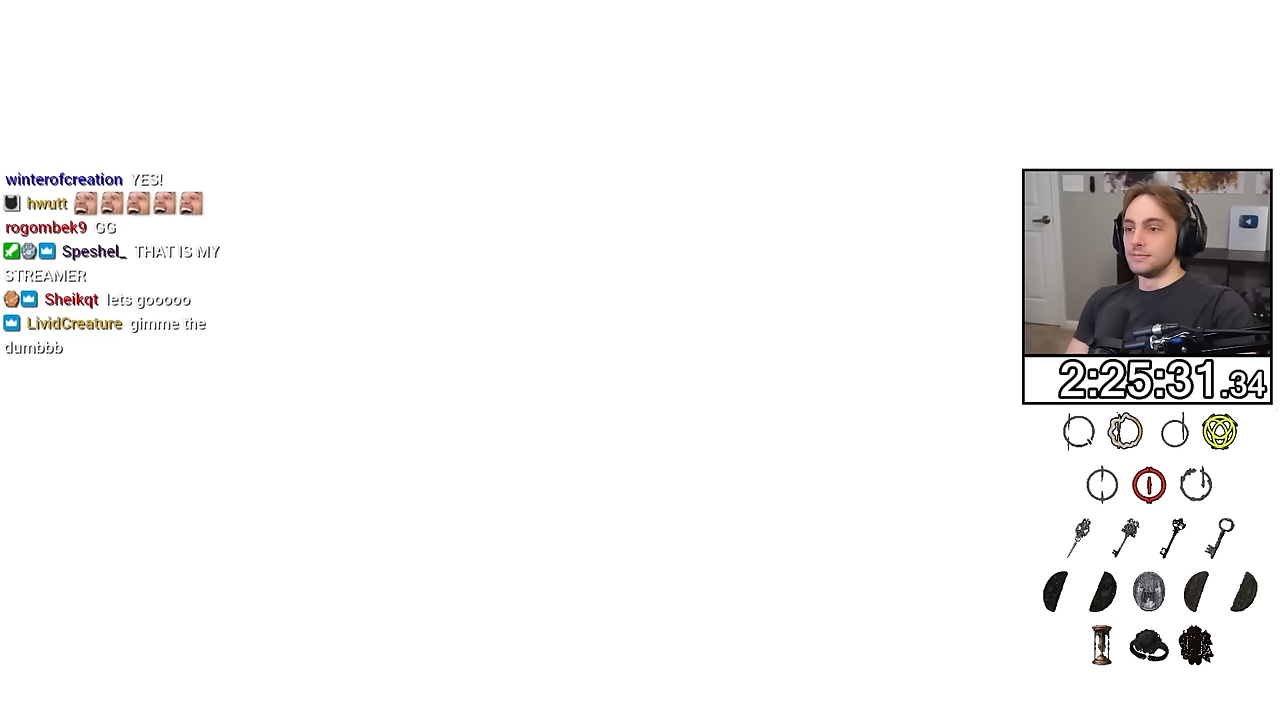 winterofcreation YES!
hwutt
rogombek9 GG
Speshel_ THAT IS MY
STREAMER
Sheikqt lets gooooo
LividCreature gimme the
dumbbb
2:25:31.34